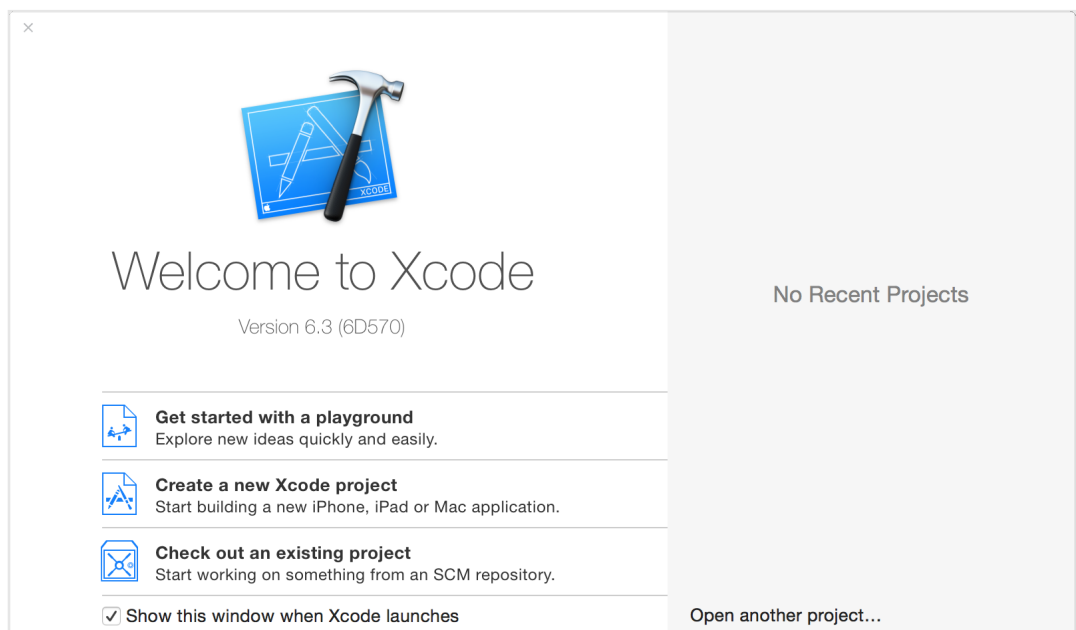 XCODE
Welcome to Xcode
Version 6.3 (6D570)
No Recent Projects
Get started with a playground
Explore new ideas quickly and easily.
Create a new Xcode project
Start building a new iPhone, iPad or Mac application.
Check out an existing project
Start working on something from an SCM repository.
Show this window when Xcode launches
Open another project…